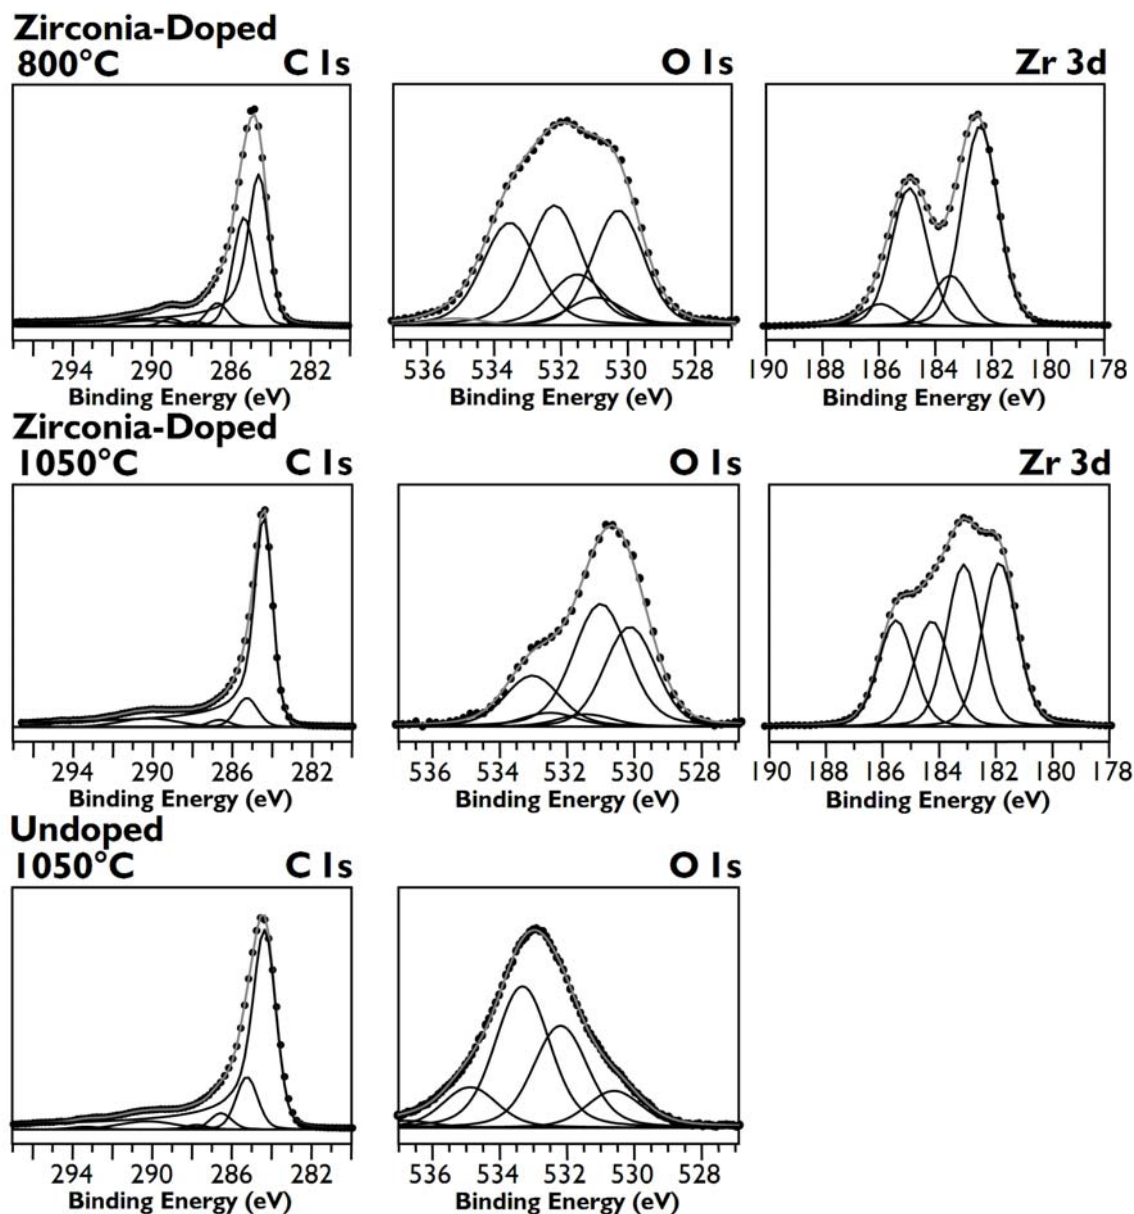 Zirconia-Doped
800°C C 1s O 1s Zr 3d
294 290 286 282 536 534 532 530 528 190 188 186 184 182 180 178
Binding Energy (eV) Binding Energy (eV) Binding Energy (eV)
Zirconia-Doped
1050°C C 1s O 1s Zr 3d
294 290 286 282 536 534 532 530 528 190 188 186 184 182 180 178
Binding Energy (eV) Binding Energy (eV) Binding Energy (eV)
Undoped
1050°C C 1s O 1s
294 290 286 282 536 534 532 530 528
Binding Energy (eV) Binding Energy (eV)